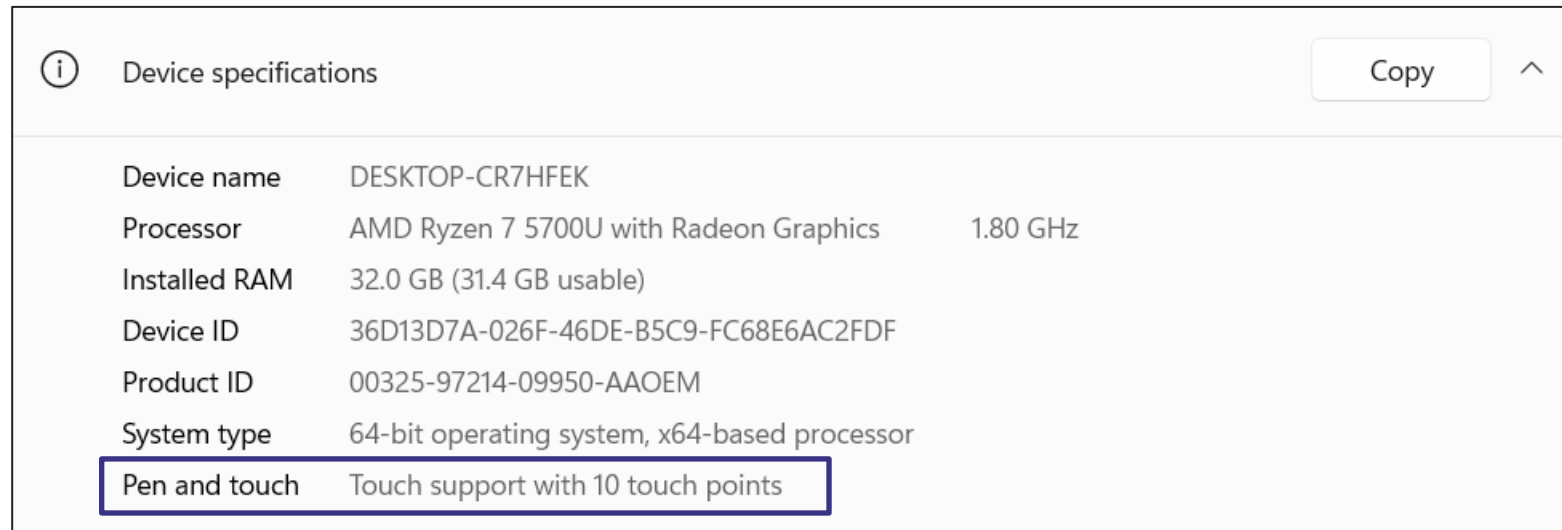 Device specifications Copy
Device name DESKTOP-CR7HFEK
Processor AMD Ryzen 7 5700U with Radeon Graphics 1.80 GHz
Installed RAM 32.0 GB (31.4 GB usable)
Device ID 36D13D7A-026F-46DE-B5C9-FC68E6AC2FDF
Product ID 00325-97214-09950-AAOEM
System type 64-bit operating system, x64-based processor
Pen and touch Touch support with 10 touch points